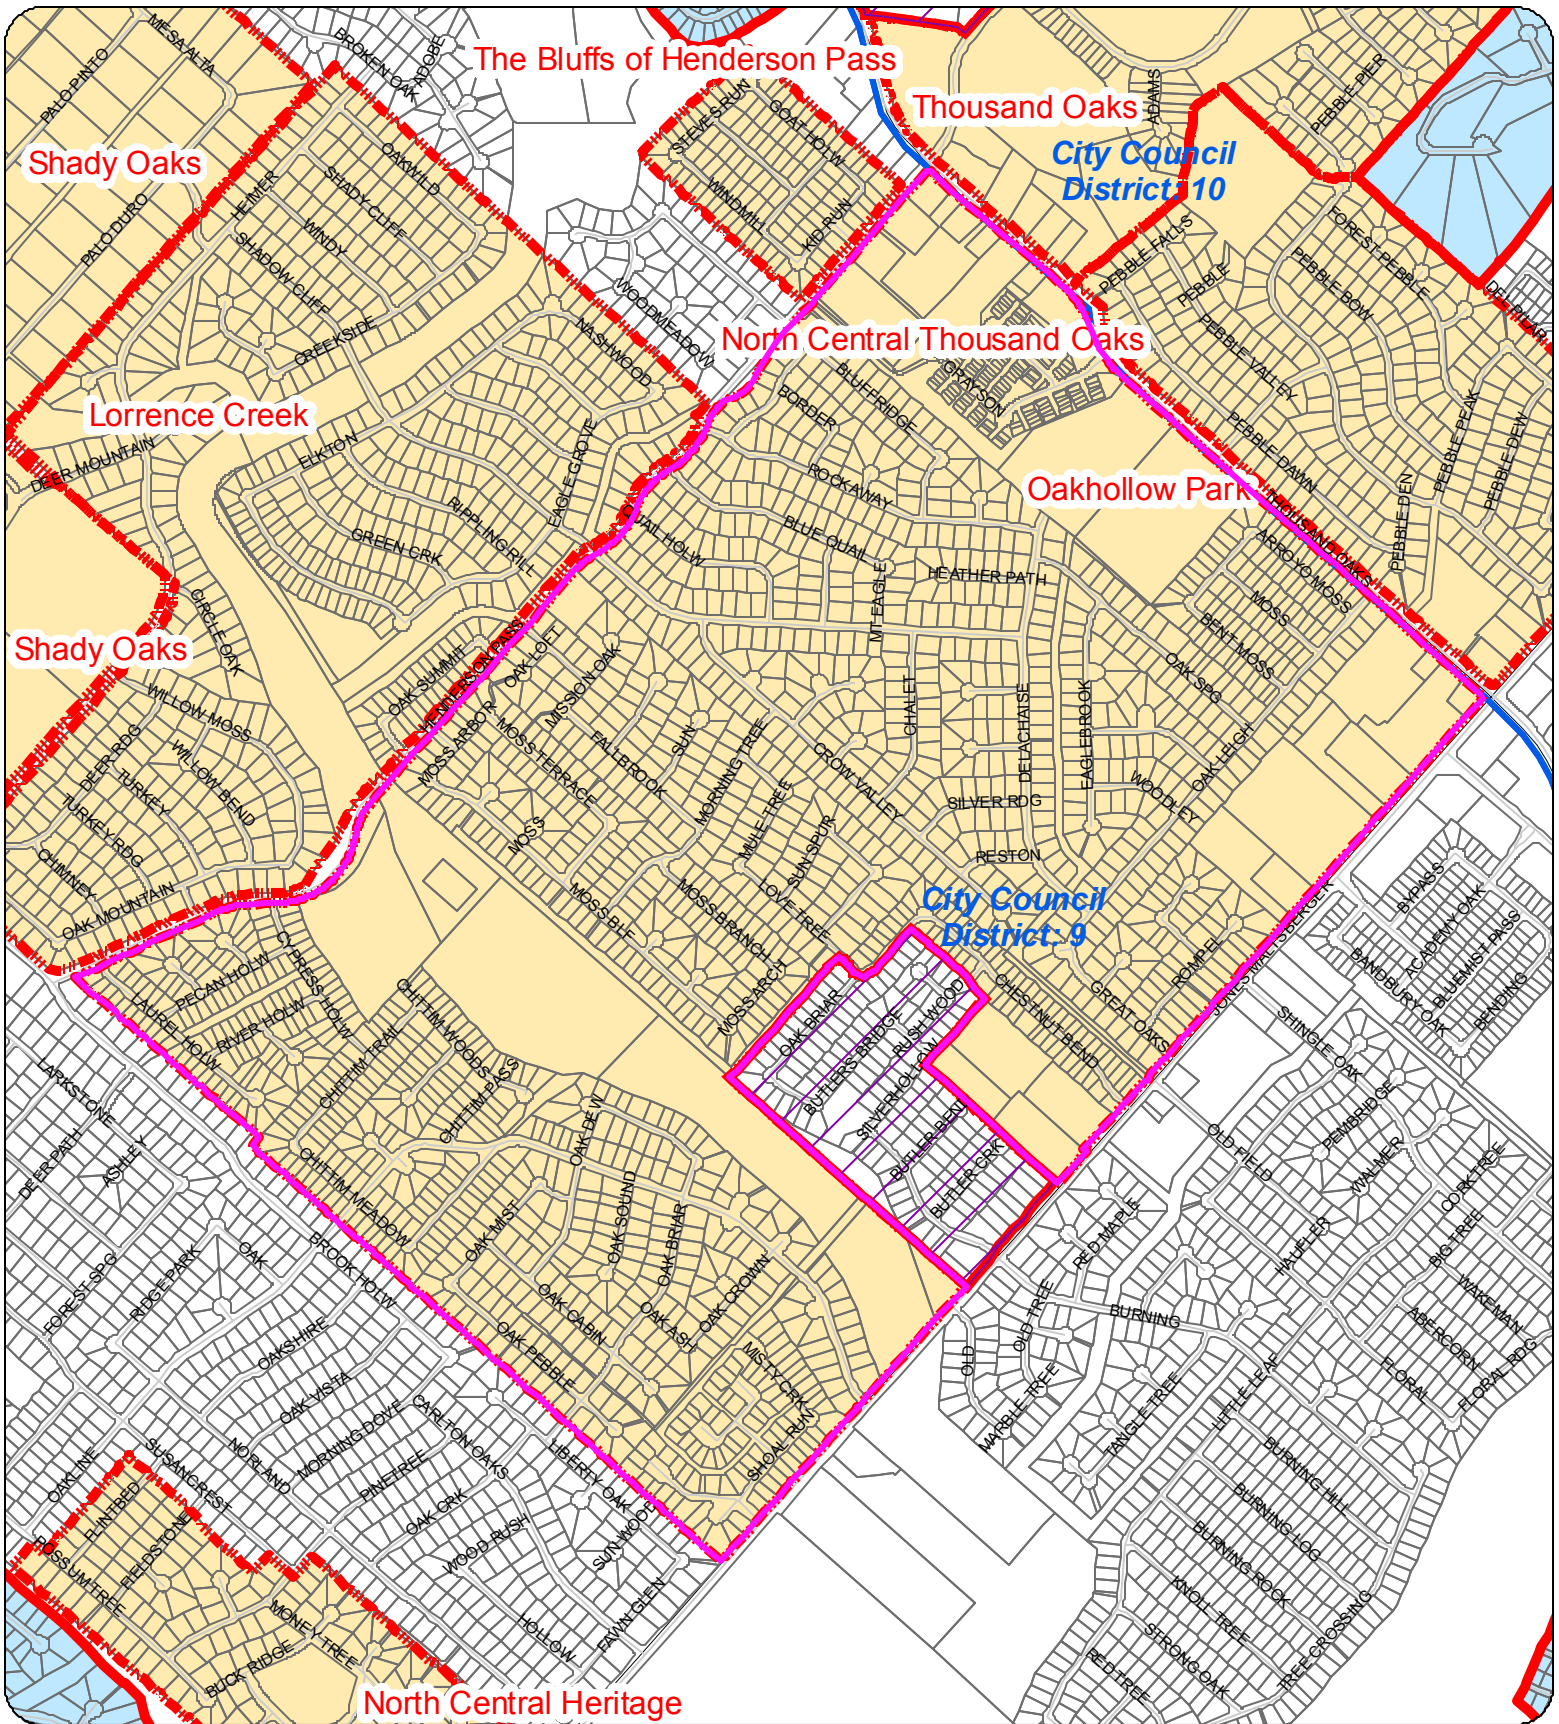 MESA ALTA
BROKEN OAK
ADOBE
The Bluffs of Henderson Pass
PALO PINTO
PEBBLE PIER
ADAMS
Thousand Oaks
STEVES RUN
GOAT HOLW
City Council
District: 10
Shady Oaks
OAKWILD
SHADY CLIFF
HEIMER
WINDMILL
KID RUN
PALO DURO
WNDY
SHADOW CLIFF
PEBBLE FALLS
PEBBLE
FOREST PEBBLE
PEBBLE BOW
WOODMEADOW
CREEKSIDE
NASHWOOD
North Central Thousand Oaks
PEBBLE VALLEY
BLUFFRIDGE
BORDER
GRAYSON
Lorrence Creek
DEER MOUNTAIN
ELKTON
EAGLE GROVE
ROCKAWAY
PEBBLE DAWN
PEBBLE PEAK
PEBBLE DEW
Oakhollow Park
PEBBLE DEN
RIPPLING RILL
GREEN CRK
QUAIL HOLW
BLUE QUAIL
THOUSAND OAKS
ARROYO MOSS
HEATHER PATH
MT EAGLE
MOSS
BENT MOSS
CIRCLE OAK
Shady Oaks
OAK SUMMIT
HENDERSON PASS
OAK LOFT
MISSION OAK
OAK SPG
WILLOW MOSS
DEER RDG
WILLOW BEND
TURKEY
TURKEY RDG
MOSS ARBOR
MOSS TERRACE
FALLBROOK
SUN
MORNING TREE
CHALET
DELACHAISE
EAGLEBROOK
OAK LEIGH
WOODLEY
CROW VALLEY
SILVER RDG
MULE TREE
SUN SPUR
RESTON
MOSS
CHIMNEY
OAK MOUNTAIN
MOSS BLF
MOSS BRANCH
LOVE TREE
City Council
District: 9
BYPASS
ACADEMY OAK
BLUEMIST PASS
BANDBURY OAK
BENDING
JONES MALTSBERGER
ROMPEL
GREAT OAKS
CHESTNUT BEND
MOSS ARCH
PECAN HOLW
CYPRESS HOLW
LAUREL HOLW
RIVER HOLW
CHITTIM WOODS
CHITTIM TRAIL
CHITTIM PASS
OAK BRIAR
BUTLERS BRIDGE
RUSHWOOD
SILVERHOLLOW
BUTLER BEND
BUTLER CRK
SHINGLE OAK
PEMBRIDGE
OLD FIELD
WALMER
CORKTREE
LARKSTONE
DEER PATH
ASHLEY
OAK DEW
CHITTIM MEADOW
OAK MIST
OAK SOUND
OAK BRIAR
OAK CROWN
RED MAPLE
HAUFLER
BIG TREE
WAKEMAN
ABERCORN
FLORAL
FLORAL RDG
FOREST SPG
RIDGE PARK
OAK
BROOK HOLW
OAK CABIN
OAK ASH
OAK PEBBLE
OLD TREE
BURNING
OLD
MARBLE TREE
TANGLE TREE
LITTLE LEAF
OAKSHIRE
OAK VISTA
MISTY CRK
SHOAL RUN
MORNING DOVE
CARLTON OAKS
LIBERTY OAK
OAKLINE
SUSANCREST
NORLAND
PINETREE
OAK CRK
WOOD RUSH
SUN WOOD
BURNING HILL
BURNING LOG
BURNING ROCK
KNOLL TREE
STRONG OAK
TREE CROSSING
REDTREE
FLINTBED
FIELDSTONE
POSSUM TREE
MONEY TREE
BUCK RIDGE
HOLLOW
FAWN GLEN
North Central Heritage